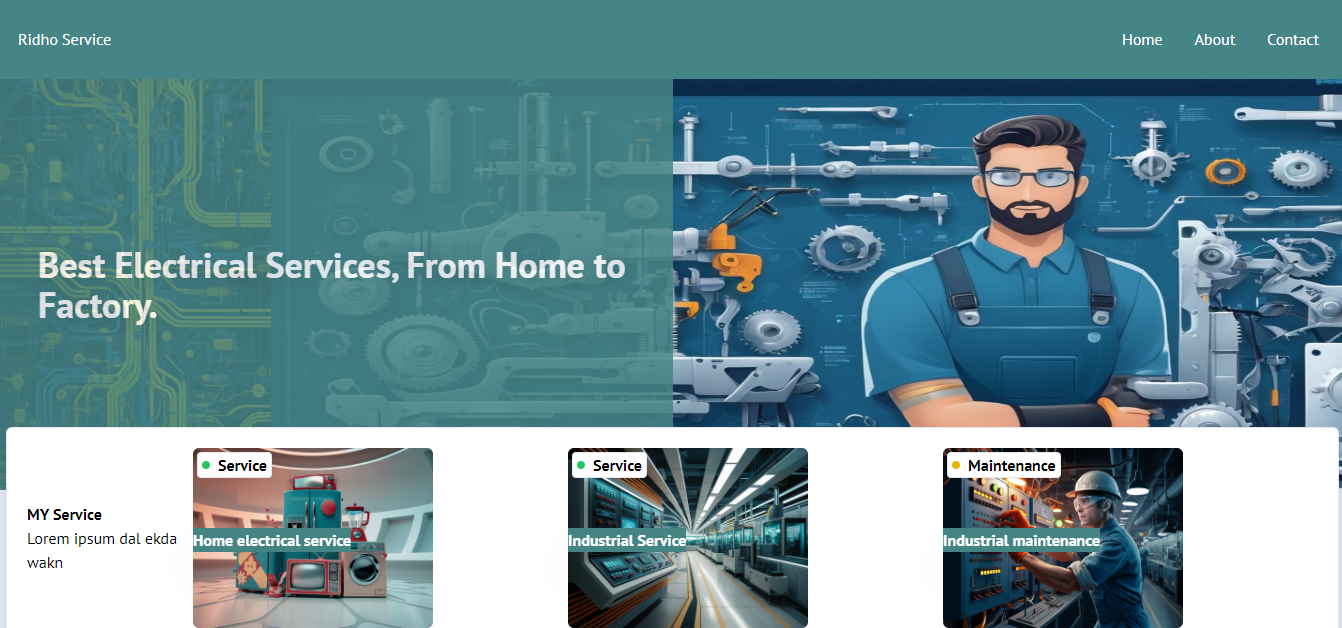 Ridho Service
Home
About
Contact
Best Electrical Services, From Home to
Factory.
MY Service
Lorem ipsum dal ekda
wakn
Service
Home electrical service
Service
Industrial Service
Maintenance
Industrial maintenance